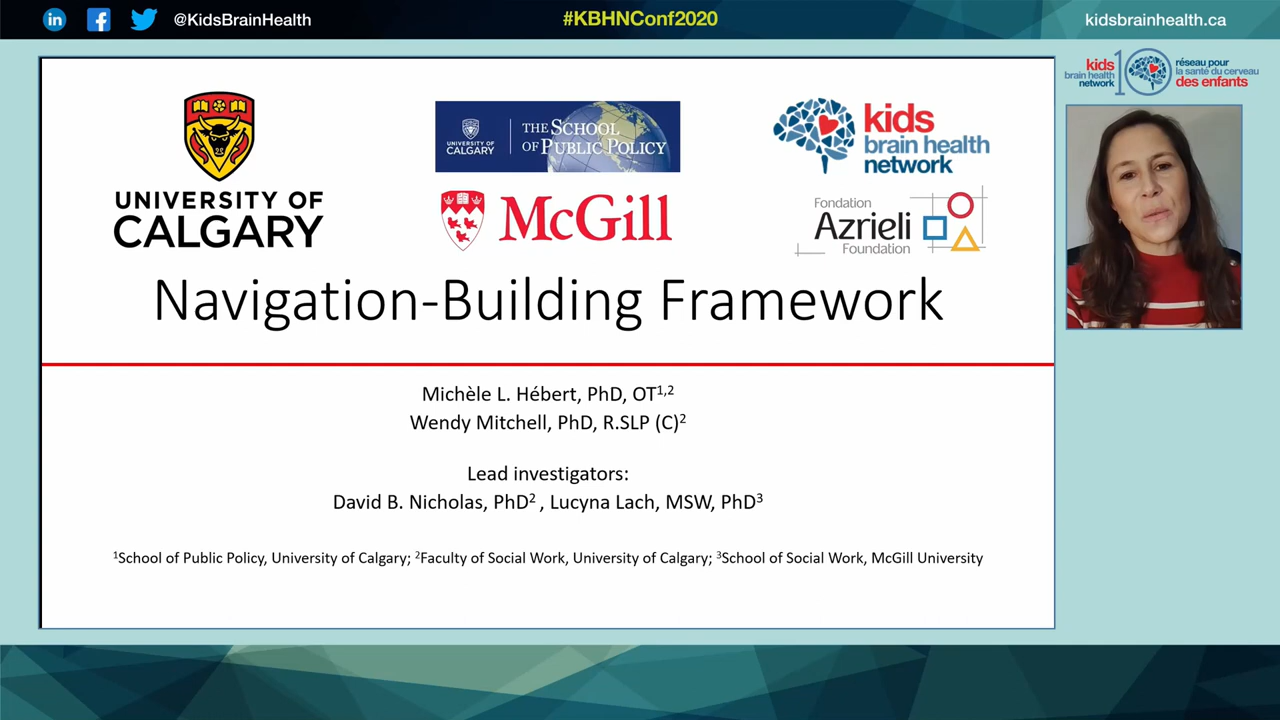 @KidsBrainHealth
#KBHNConf2020
kidsbrainhealth.ca
kids
brain health
network
10
réseau pour
la santé du cerveau
des enfants
UNIVERSITY OF
CALGARY
UNIVERSITY OF
CALGARY
THE SCHOOL
OF PUBLIC POLICY
kids
brain health
network
McGill
Fondation
Azrieli
Foundation
Navigation-Building Framework
Michèle L. Hébert, PhD, OT1,2
Wendy Mitchell, PhD, R.SLP (C)2
Lead investigators:
David B. Nicholas, PhD2 , Lucyna Lach, MSW, PhD3
1School of Public Policy, University of Calgary; 2Faculty of Social Work, University of Calgary; 3School of Social Work, McGill University